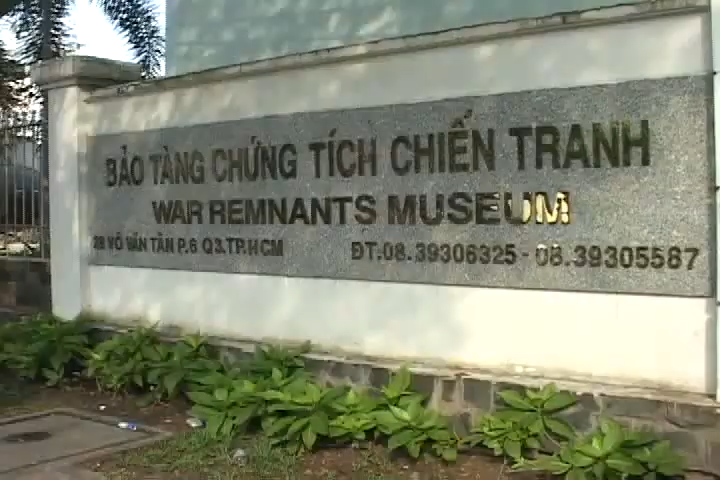 BẢO TÀNG CHỨNG TÍCH CHIẾN TRANH
WAR REMNANTS MUSEUM
28 VÕ VĂN TẦN P.6 Q3.TP.HCM ĐT.08.39306325 - 08.39305587